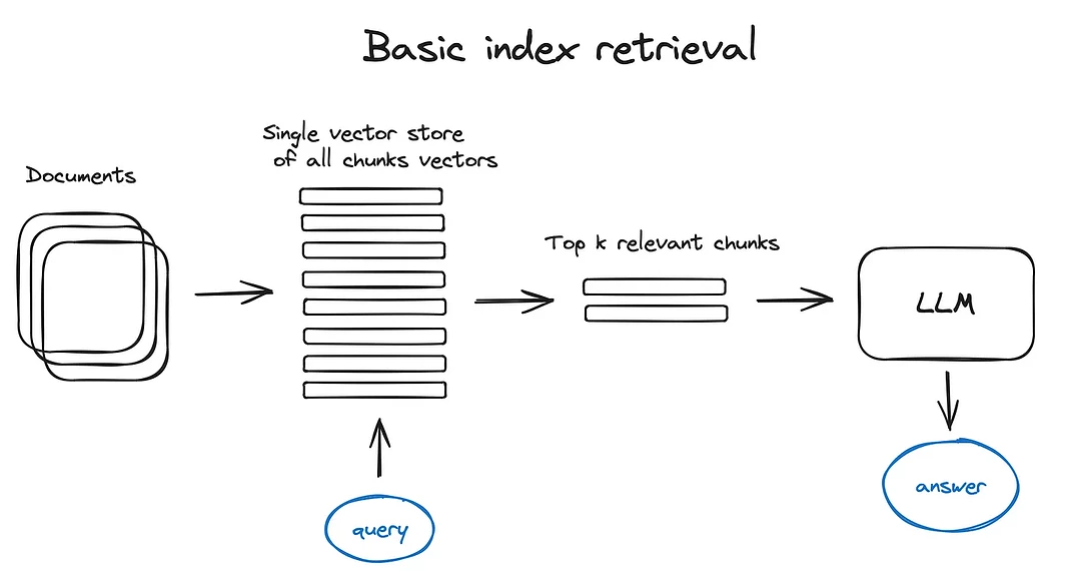 Basic index retrieval
Single vector store
of all chunks vectors
Documents
Top k relevant chunks
LLM
query
answer